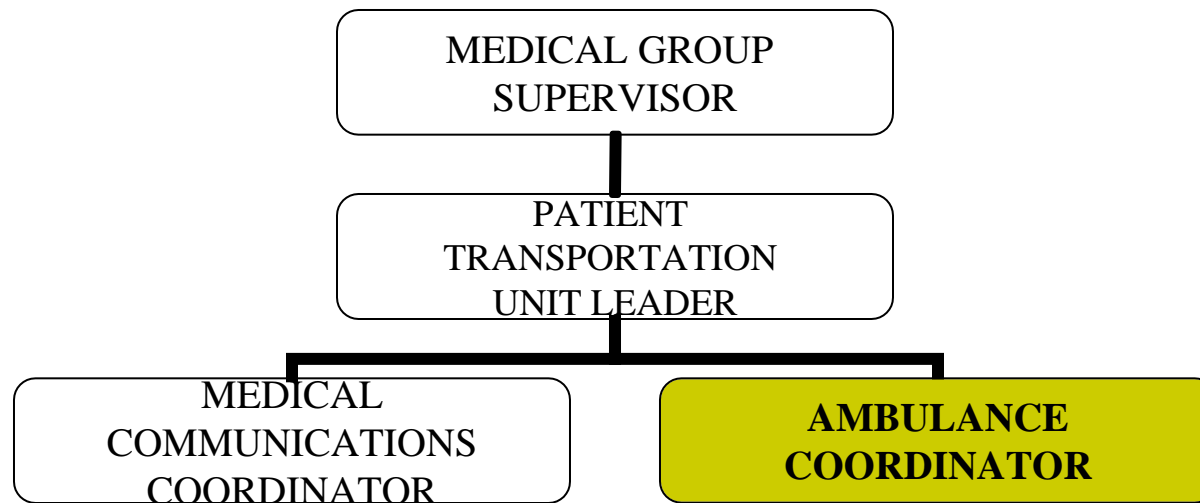 MEDICAL GROUP
SUPERVISOR
PATIENT
TRANSPORTATION
UNIT LEADER
MEDICAL
COMMUNICATIONS
COORDINATOR
AMBULANCE
COORDINATOR